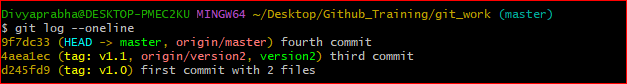 Divyaprabha@DESKTOP-PMEC2KU MINGW64 ~/Desktop/Github_Training/git_work (master)
$ git log --oneline
9f7dc33 (HEAD -> master, origin/master) fourth commit
4aea1ec (tag: v1.1, origin/version2, version2) third commit
d245fd9 (tag: v1.0) first commit with 2 files